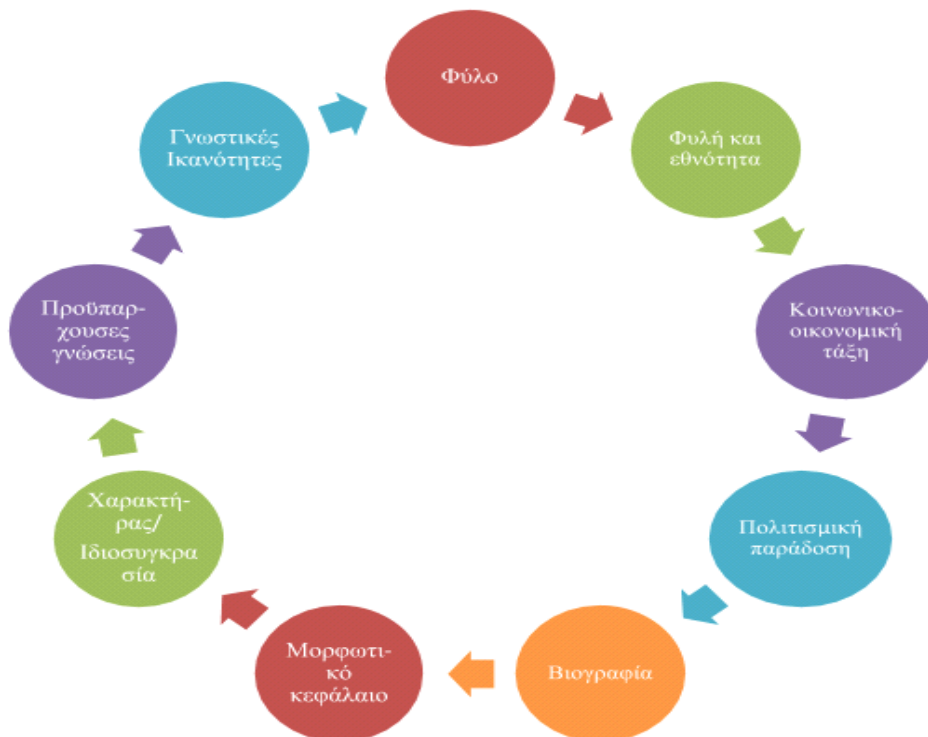 Φύλο
Φυλή και
εθνότητα
Κοινωνικο-
οικονομική
τάξη
Πολιτισμική
παράδοση
Βιογραφία
Μορφωτι-
κό
κεφάλαιο
Χαρακτή-
ρας/
Ιδιοσυγκρα
σία
Προϋπαρ-
χουσες
γνώσεις
Γνωστικές
Ικανότητες